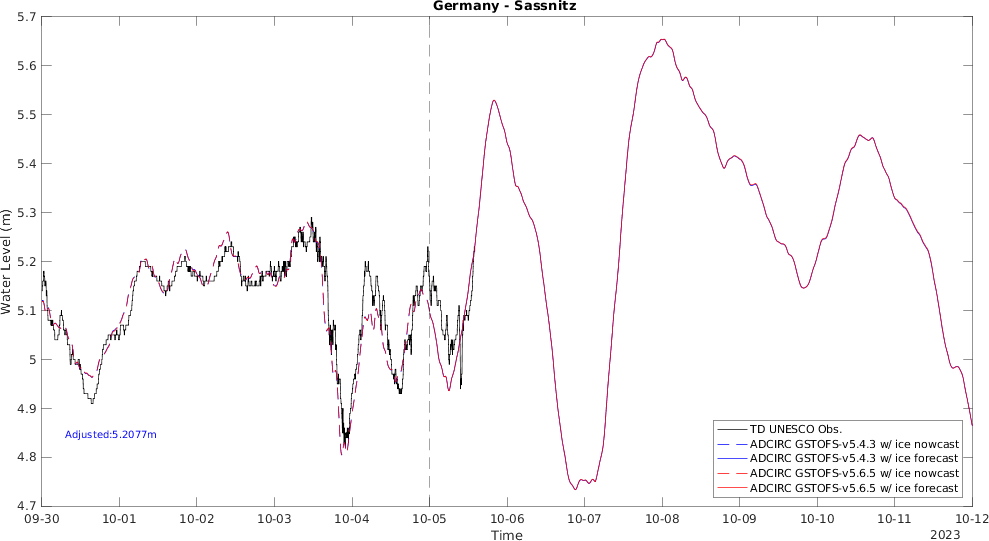 Germany - Sassnitz
5.7
5.6
5.5
5.4
5.3
5.2
5.1
5
4.9
4.8
4.7
Water Level (m)
Adjusted:5.2077m
TD UNESCO Obs.
ADCIRC GSTOFS-v5.4.3 w/ ice nowcast
ADCIRC GSTOFS-v5.4.3 w/ ice forecast
ADCIRC GSTOFS-v5.6.5 w/ ice nowcast
ADCIRC GSTOFS-v5.6.5 w/ ice forecast
09-30 10-01 10-02 10-03 10-04 10-05 10-06 10-07 10-08 10-09 10-10 10-11 10-12
Time
2023